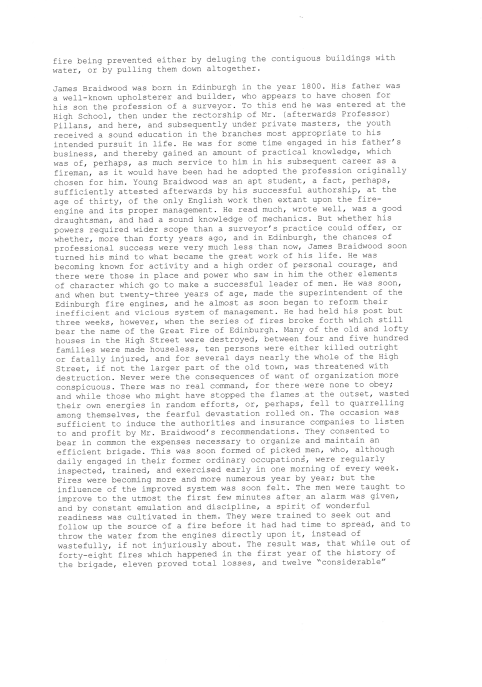 fire being prevented either by deluging the contiguous buildings with
water, or by pulling them down altogether.
James Braidwood was born in Edinburgh in the year 1800. His father was
a well-known upholsterer and builder, who appears to have chosen for
his son the profession of a surveyor. To this end he was entered at the
High School, then under the rectorship of Mr. (afterwards Professor)
Pillans, and here, and subsequently under private masters, the youth
received a sound education in the branches most appropriate to his
intended pursuit in life. He was for some time engaged in his father's
business, and thereby gained an amount of practical knowledge, which
was of, perhaps, as much service to him in his subsequent career as a
fireman, as it would have been had he adopted the profession originally
chosen for him. Young Braidwood was an apt student, a fact, perhaps,
sufficiently attested afterwards by his successful authorship, at the
age of thirty, of the only English work then extant upon the fire-
engine and its proper management. He read much, wrote well, was a good
draughtsman, and had a sound knowledge of mechanics. But whether his
powers required wider scope than a surveyor's practice could offer, or
whether, more than forty years ago, and in Edinburgh, the chances of
professional success were very much less than now, James Braidwood soon
turned his mind to what became the great work of his life. He was
becoming known for activity and a high order of personal courage, and
there were those in place and power who saw in him the other elements
of character which go to make a successful leader of men. He was soon,
and when but twenty-three years of age, made the superintendent of the
Edinburgh fire engines, and he almost as soon began to reform their
inefficient and vicious system of management. He had held his post but
three weeks, however, when the series of fires broke forth which still
bear the name of the Great Fire of Edinburgh. Many of the old and lofty
houses in the High Street were destroyed, between four and five hundred
families were made houseless, ten persons were either killed outright
or fatally injured, and for several days nearly the whole of the High
Street, if not the larger part of the old town, was threatened with
destruction. Never were the consequences of want of organization more
conspicuous. There was no real command, for there were none to obey;
and while those who might have stopped the flames at the outset, wasted
their own energies in random efforts, or, perhaps, fell to quarrelling
among themselves, the fearful devastation rolled on. The occasion was
sufficient to induce the authorities and insurance companies to listen
to and profit by Mr. Braidwood's recommendations. They consented to
bear in common the expenses necessary to organize and maintain an
efficient brigade. This was soon formed of picked men, who, although
daily engaged in their former ordinary occupations, were regularly
inspected, trained, and exercised early in one morning of every week.
Fires were becoming more and more numerous year by year; but the
influence of the improved system was soon felt. The men were taught to
improve to the utmost the first few minutes after an alarm was given,
and by constant emulation and discipline, a spirit of wonderful
readiness was cultivated in them. They were trained to seek out and
follow up the source of a fire before it had had time to spread, and to
throw the water from the engines directly upon it, instead of
wastefully, if not injuriously about. The result was, that while out of
forty-eight fires which happened in the first year of the history of
the brigade, eleven proved total losses, and twelve "considerable"